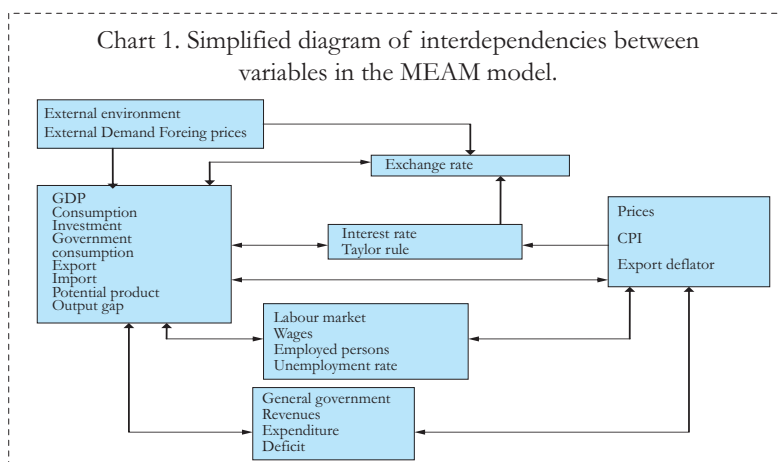 Chart 1. Simplified diagram of interdependencies between
variables in the MEAM model.
External environment
External Demand Foreing prices
Exchange rate
GDP
Consumption
Investment
Government
consumption
Export
Import
Potential product
Output gap
Interest rate
Taylor rule
Prices
CPI
Export deflator
Labour market
Wages
Employed persons
Unemployment rate
General government
Revenues
Expenditure
Deficit